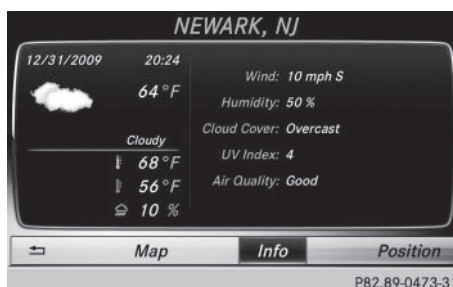 NEWARK, NJ
12/31/2009 20:24
64°F
Cloudy
68°F
56°F
10 %
Wind: 10 mph S
Humidity: 50 %
Cloud Cover: Overcast
UV Index: 4
Air Quality: Good
Map Info Position
P82.89-0473-3